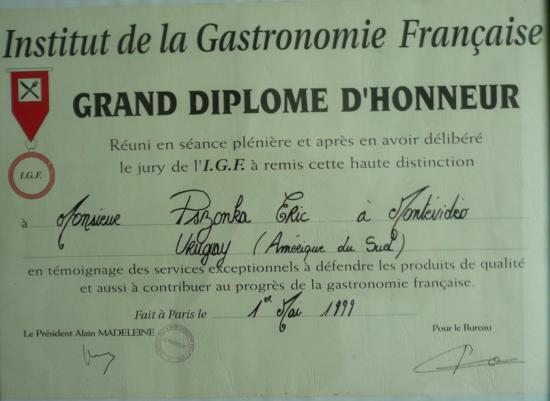 Institut de la Gastronomie Française
GRAND DIPLOME D'HONNEUR
Réuni en séance plénière et après en avoir délibéré
le jury de l'I.G.F. à remis cette haute distinction
I.G.F.
à Monsieur Pszonka Eric à Montévidéo
Uruguay (Amérique du Sud)
en témoignage des services exceptionnels à défendre les produits de qualité
et aussi à contribuer au progrès de la gastronomie française.
Fait à Paris le 1er Mai 1999
Le Président Alain MADELEINE
Pour le Bureau